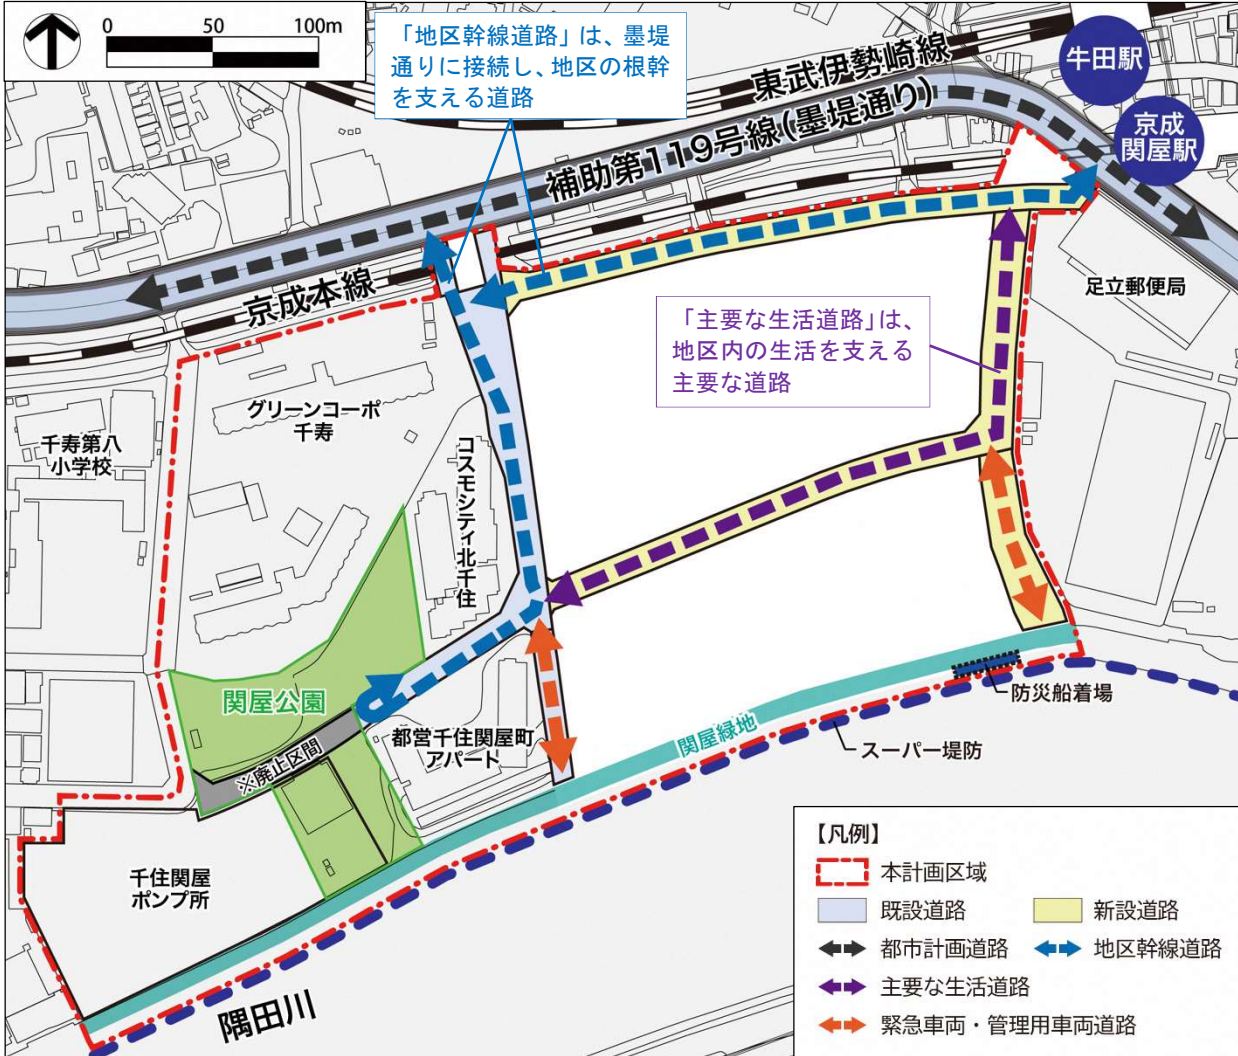 0 50 100m
「地区幹線道路」は、墨堤
通りに接続し、地区の根幹
を支える道路
東武伊勢崎線
牛田駅
京成
関屋駅
補助第119号線(墨堤通り)
京成本線
足立郵便局
「主要な生活道路」は、
地区内の生活を支える
主要な道路
グリーンコーポ
千寿
千寿第八
小学校
コスモシティ北千住
関屋公園
※廃止区間
都営千住関屋町
アパート
関屋緑地
防災船着場
スーパー堤防
千住関屋
ポンプ所
隅田川
【凡例】
本計画区域
既設道路
新設道路
都市計画道路
地区幹線道路
主要な生活道路
緊急車両・管理用車両道路